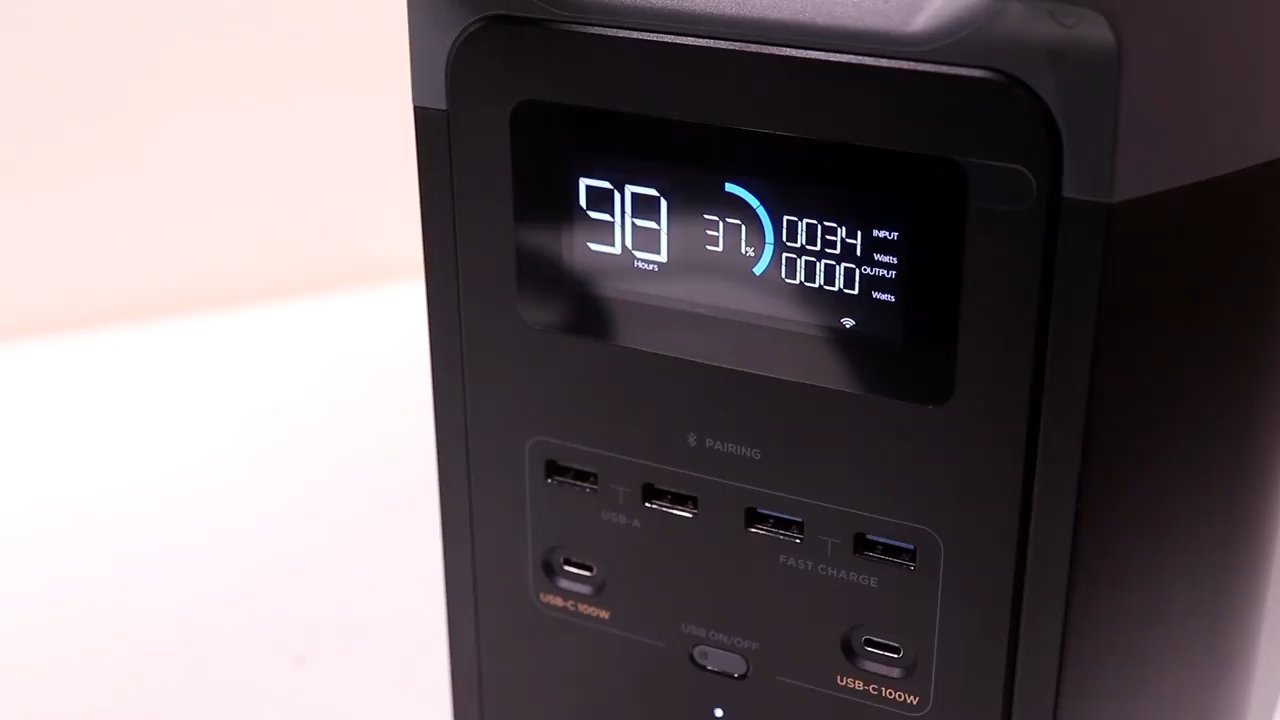 98
Hours
37%
0034 INPUT
Watts
0000 OUTPUT
Watts
PAIRING
USB-A
FAST CHARGE
USB-C 100W
USB ON/OFF
USB-C 100W